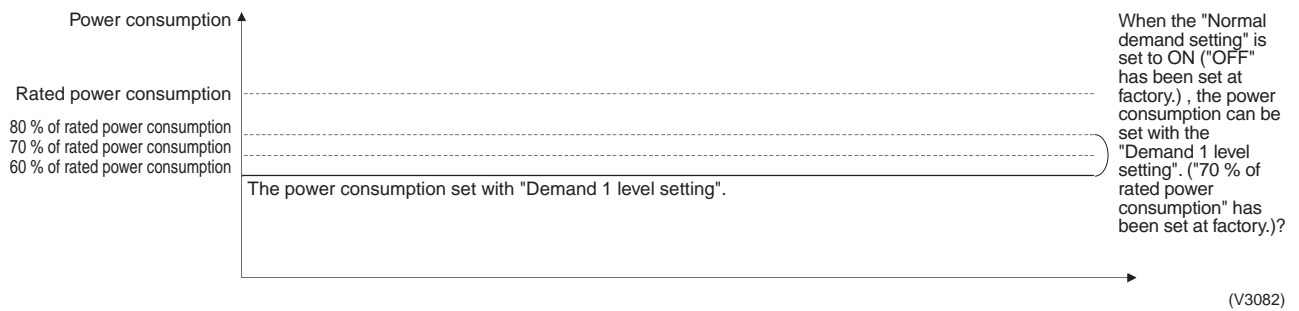 Power consumption
Rated power consumption
80 % of rated power consumption
70 % of rated power consumption
60 % of rated power consumption
The power consumption set with "Demand 1 level setting".
When the "Normal
demand setting" is
set to ON ("OFF"
has been set at
factory.) , the power
consumption can be
set with the
"Demand 1 level
setting". ("70 % of
rated power
consumption" has
been set at factory.)?
(V3082)